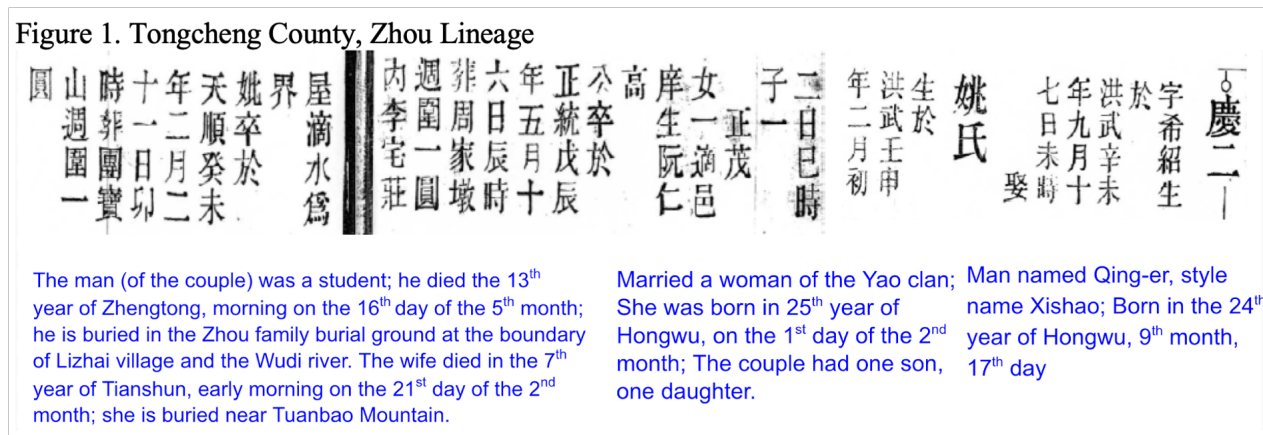 Figure 1. Tongcheng County, Zhou Lineage
慶二
字希紹生
於
洪武辛未
年九月十
七日未時
娶
姚氏
生於
洪武壬申
年二月初
二日巳時
子一
正茂
女一適邑
庠生阮仁
高
公卒於
正統戊辰
年五月十
六日辰時
葬周家墩
週圍一圓
內李宅莊
屋滴水爲
界
妣卒於
天順癸未
年二月二
十一日卯
時葬團寶
山週圍一
圓
The man (of the couple) was a student; he died the 13th
year of Zhengtong, morning on the 16th day of the 5th month;
he is buried in the Zhou family burial ground at the boundary
of Lizhai village and the Wudi river. The wife died in the 7th
year of Tianshun, early morning on the 21st day of the 2nd
month; she is buried near Tuanbao Mountain.
Married a woman of the Yao clan;
She was born in 25th year of
Hongwu, on the 1st day of the 2nd
month; The couple had one son,
one daughter.
Man named Qing-er, style
name Xishao; Born in the 24th
year of Hongwu, 9th month,
17th day